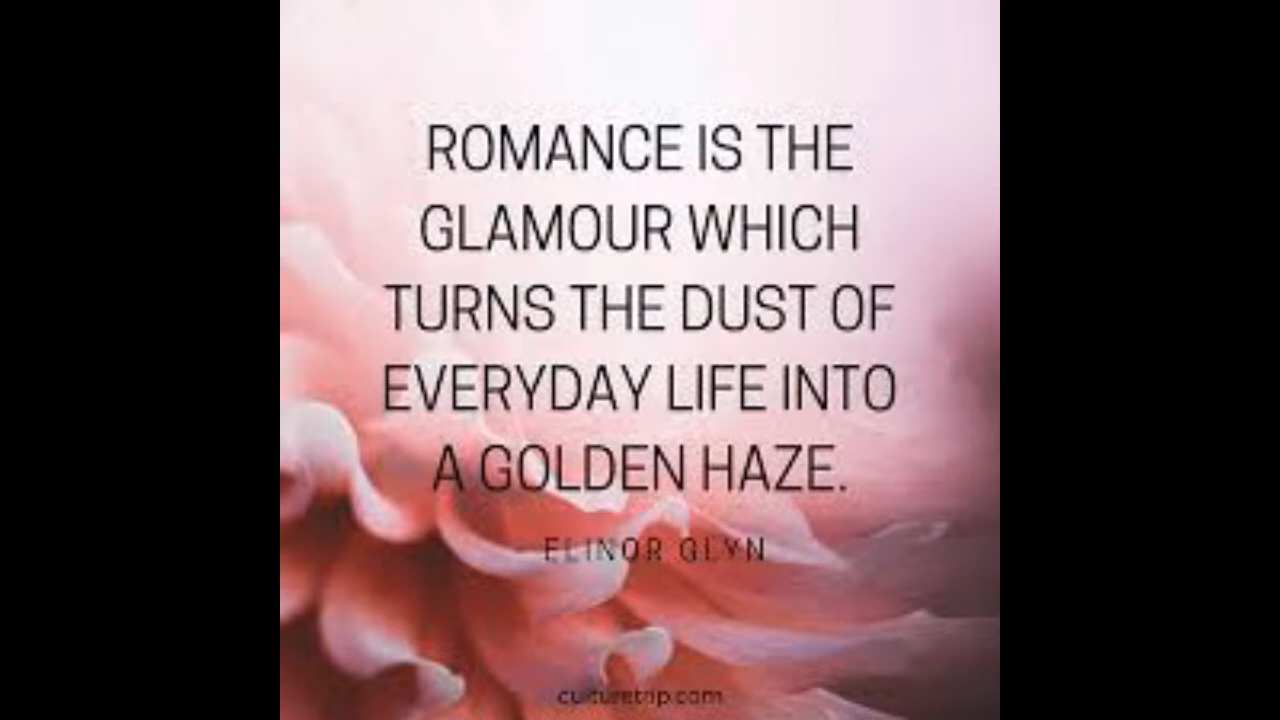 ROMANCE IS THE
GLAMOUR WHICH
TURNS THE DUST OF
EVERYDAY LIFE INTO
A GOLDEN HAZE.
ELINOR GLYN
culturetrip.com